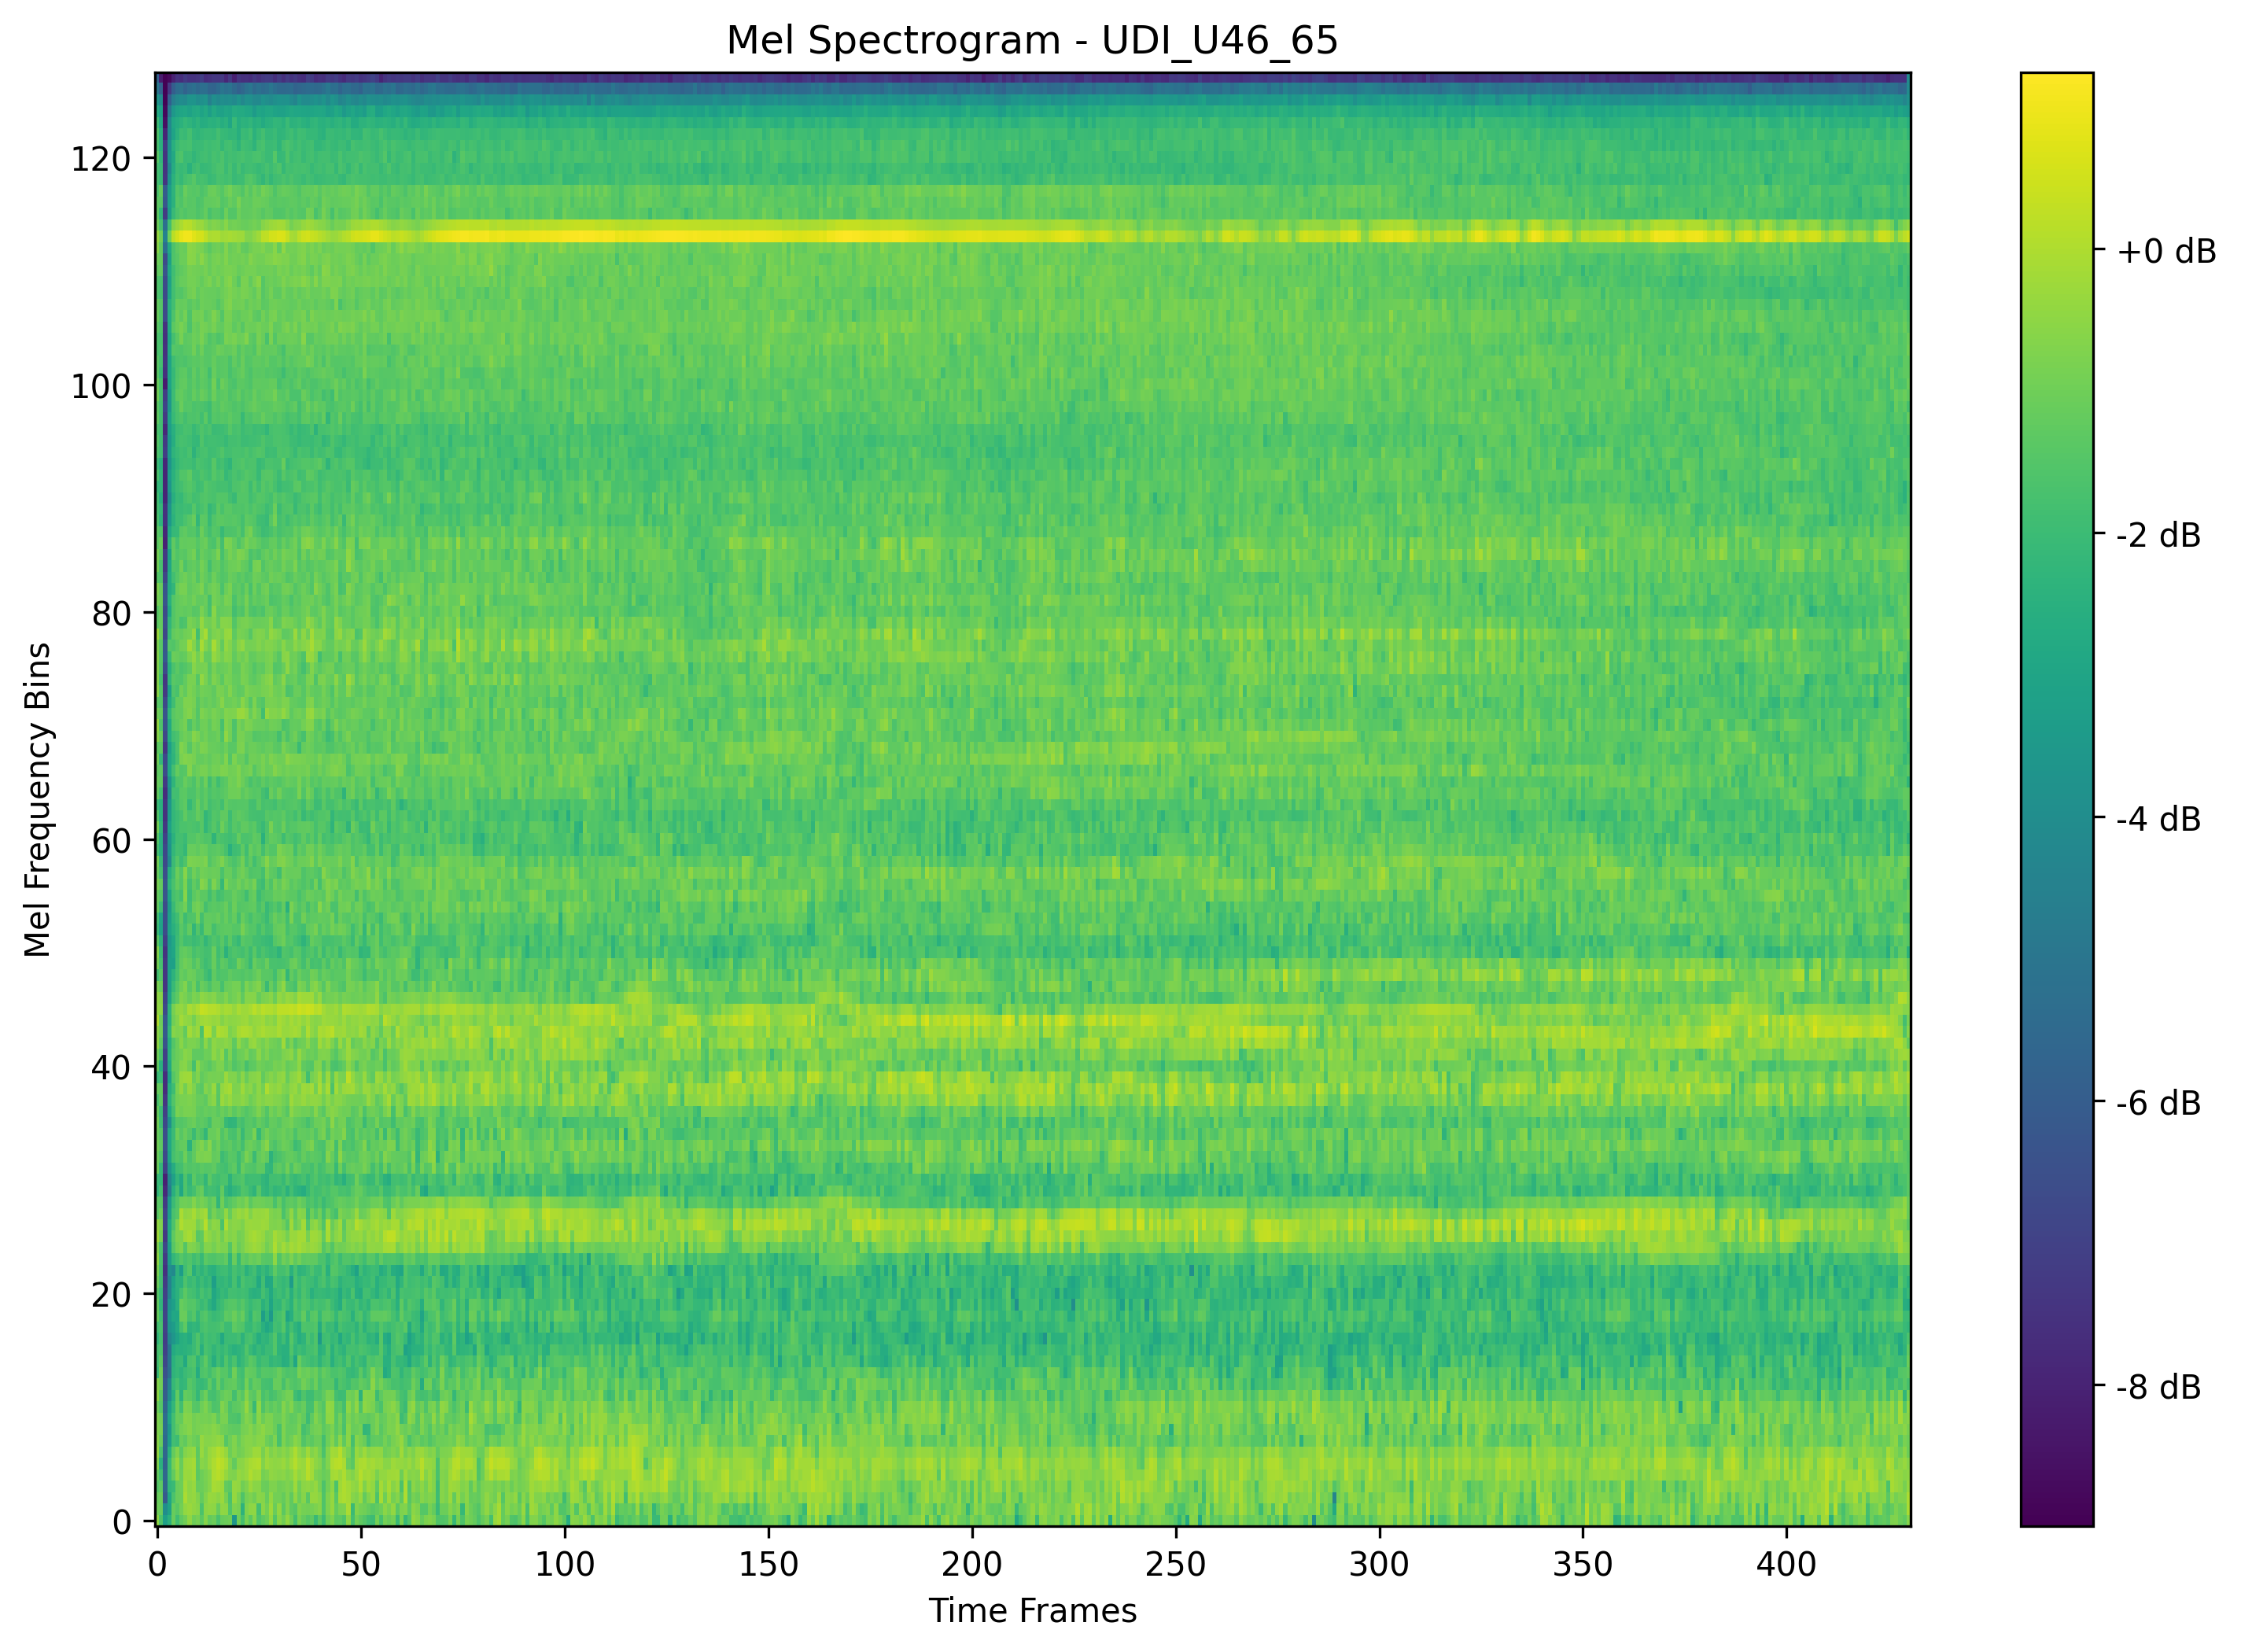 Mel Spectrogram - UDI_U46_65
Mel Frequency Bins
120
100
80
60
40
20
0
0 50 100 150 200 250 300 350 400
Time Frames
+0 dB
-2 dB
-4 dB
-6 dB
-8 dB